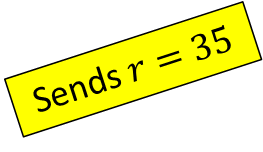 Sends r = 35